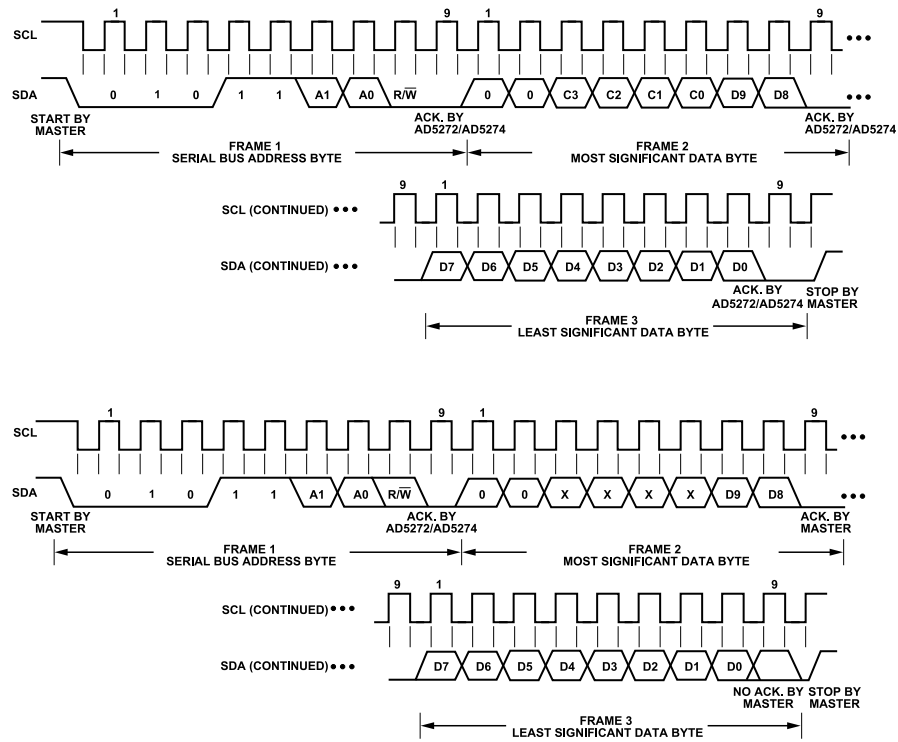 1 9 1 9
SCL
SDA 0 1 0 1 1 A1 A0 R/W̅ 0 0 C3 C2 C1 C0 D9 D8
START BY MASTER
ACK. BY AD5272/AD5274
ACK. BY AD5272/AD5274
FRAME 1
SERIAL BUS ADDRESS BYTE
FRAME 2
MOST SIGNIFICANT DATA BYTE
9 1 9
SCL (CONTINUED)
SDA (CONTINUED) D7 D6 D5 D4 D3 D2 D1 D0
ACK. BY AD5272/AD5274
STOP BY MASTER
FRAME 3
LEAST SIGNIFICANT DATA BYTE
1 9 1 9
SCL
SDA 0 1 0 1 1 A1 A0 R/W̅ 0 0 X X X X D9 D8
START BY MASTER
ACK. BY AD5272/AD5274
ACK. BY MASTER
FRAME 1
SERIAL BUS ADDRESS BYTE
FRAME 2
MOST SIGNIFICANT DATA BYTE
9 1 9
SCL (CONTINUED)
SDA (CONTINUED) D7 D6 D5 D4 D3 D2 D1 D0
NO ACK. BY MASTER
STOP BY MASTER
FRAME 3
LEAST SIGNIFICANT DATA BYTE